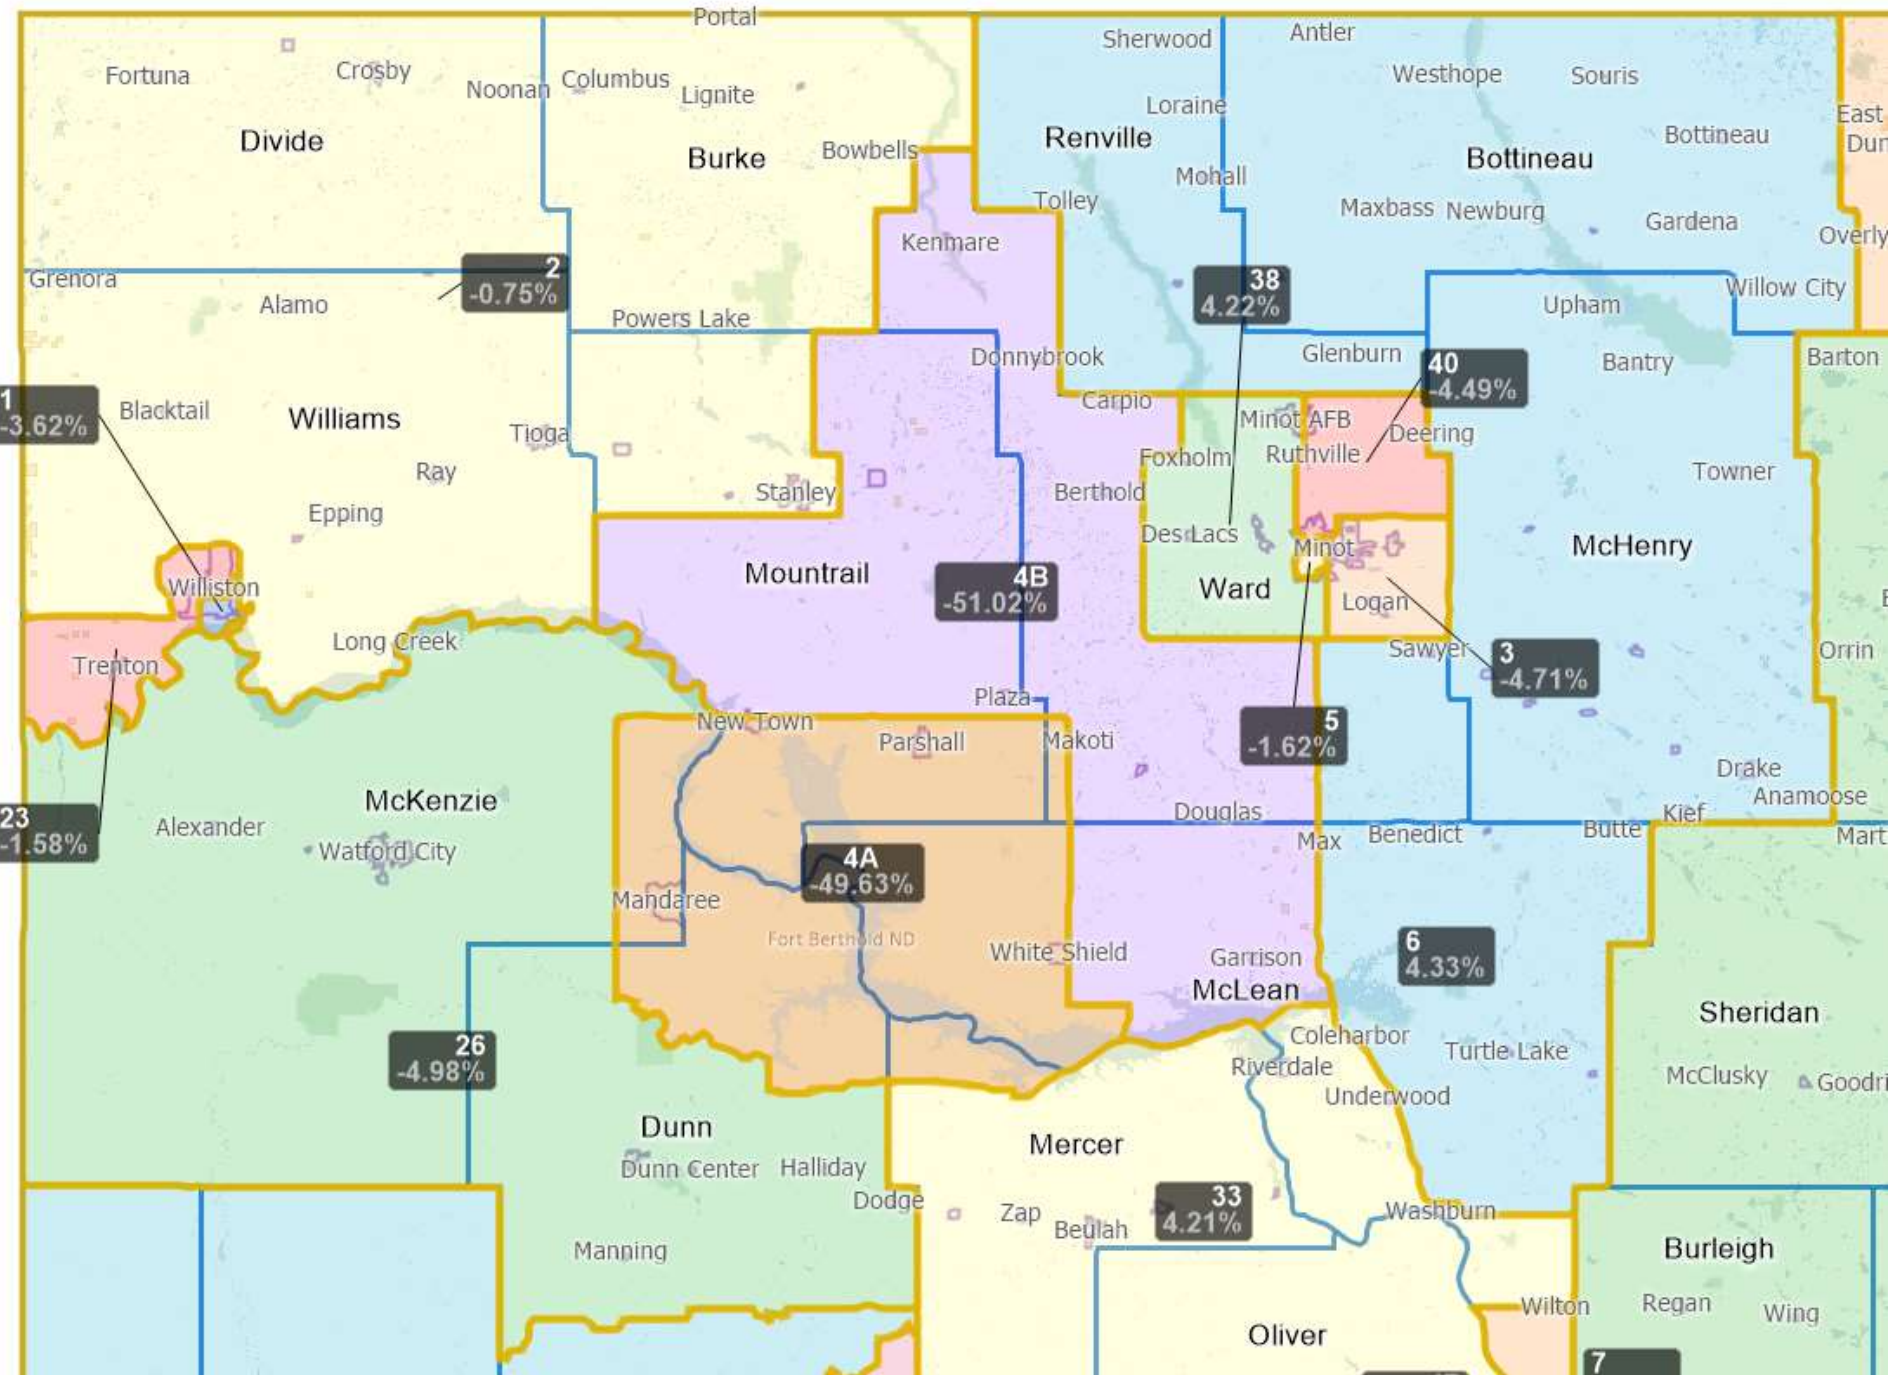 Portal
Sherwood
Antler
Fortuna
Crosby
Noonan
Columbus
Lignite
Westhope
Souris
Loraine
East
Dun
Divide
Burke
Bowbells
Renville
Bottineau
Bottineau
Mohall
Tolley
Maxbass
Newburg
Gardena
Overly
Kenmare
Grenora
2
-0.75%
38
4.22%
Alamo
Willow City
Upham
Powers Lake
Donnybrook
Glenburn
Bantry
Barton
40
-4.49%
1
-3.62%
Blacktail
Williams
Tioga
Carpio
Minot AFB
Deering
Ruthville
Foxholm
Ray
Towner
Stanley
Berthold
Epping
Des Lacs
Minot
McHenry
Mountrail
4B
-51.02%
Ward
Logan
Williston
Long Creek
Sawyer
Orrin
Trenton
3
-4.71%
Plaza
New Town
Parshall
Makoti
5
-1.62%
Drake
Anamoose
McKenzie
Douglas
Kief
23
-1.58%
Alexander
Watford City
Max
Benedict
Butte
Mart
4A
-49.63%
Mandaree
Fort Berthold ND
White Shield
Garrison
6
4.33%
McLean
Sheridan
Coleharbor
Turtle Lake
26
-4.98%
Riverdale
McClusky
Goodri
Underwood
Dunn
Mercer
Dunn Center
Halliday
Dodge
33
4.21%
Zap
Beulah
Washburn
Manning
Burleigh
Wilton
Regan
Wing
Oliver
7